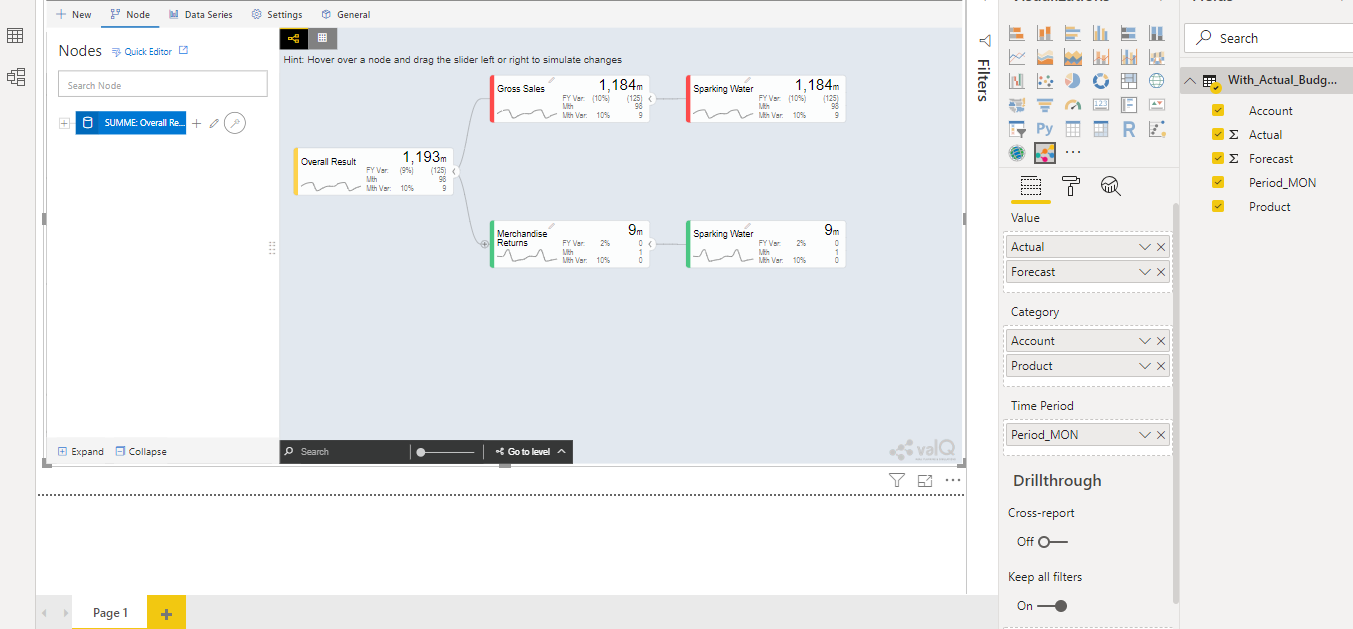 New
Node
Data Series
Settings
General
Nodes
Quick Editor
Search Node
SUMME: Overall Re...
Expand
Collapse
Hint: Hover over a node and drag the slider left or right to simulate changes
Overall Result
1,193m
FY Var: (9%) (125)
Mth 98
Mth Var: 10% 9
Gross Sales
1,184m
FY Var: (10%) (125)
Mth 98
Mth Var: 10% 9
Sparking Water
1,184m
FY Var: (10%) (125)
Mth 98
Mth Var: 10% 9
Merchandise
Returns
9m
FY Var: 2% 0
Mth 1
Mth Var: 10% 0
Sparking Water
9m
FY Var: 2% 0
Mth 1
Mth Var: 10% 0
Search
Go to level
valQ
Page 1
Filters
Py
R
Value
Actual
Forecast
Category
Account
Product
Time Period
Period_MON
Drillthrough
Cross-report
Off
Keep all filters
On
Search
With_Actual_Budg...
Account
Actual
Forecast
Period_MON
Product